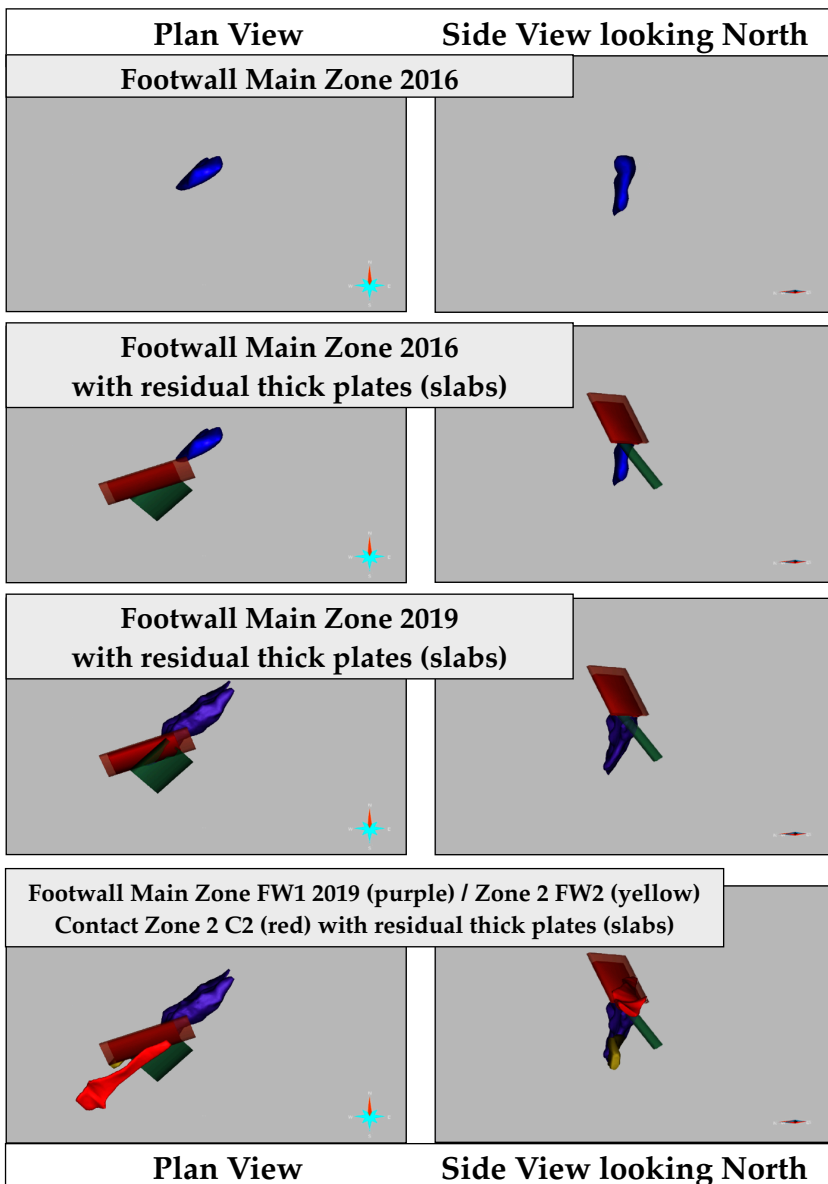 Plan View
Side View looking North
Footwall Main Zone 2016
Footwall Main Zone 2016
with residual thick plates (slabs)
Footwall Main Zone 2019
with residual thick plates (slabs)
Footwall Main Zone FW1 2019 (purple) / Zone 2 FW2 (yellow)
Contact Zone 2 C2 (red) with residual thick plates (slabs)
Plan View
Side View looking North